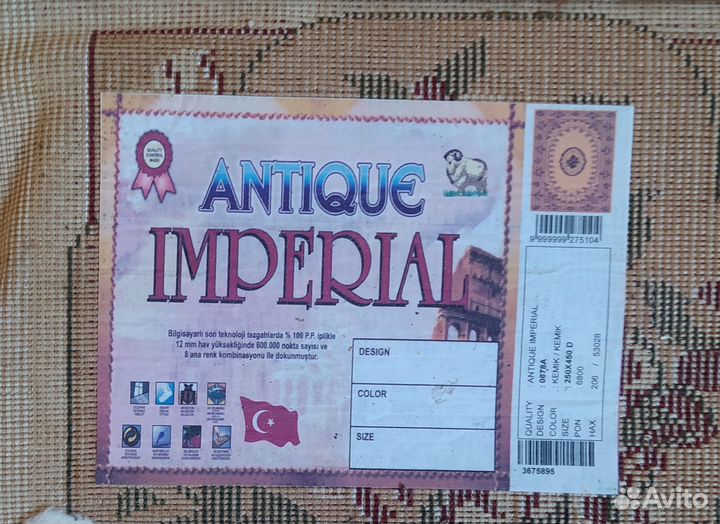 QUALITY
CONTROL
MADE
ANTIQUE
IMPERIAL
Bilgisayarlı son teknoloji tezgahlarda % 100 P.P. iplikle
12 mm hav yüksekliğinde 600.000 nokta sayısı ve
8 ana renk kombinasyonu ile dokunmuştur.
DESIGN
COLOR
SIZE
9 999999 275104
QUALITY : ANTIQUE IMPERIAL
DESIGN : 0878A
COLOR : KEMIK / KEMIK
SIZE : 250X450 D
PON : 6800
HAX 206 / 53028
3675895
Avito